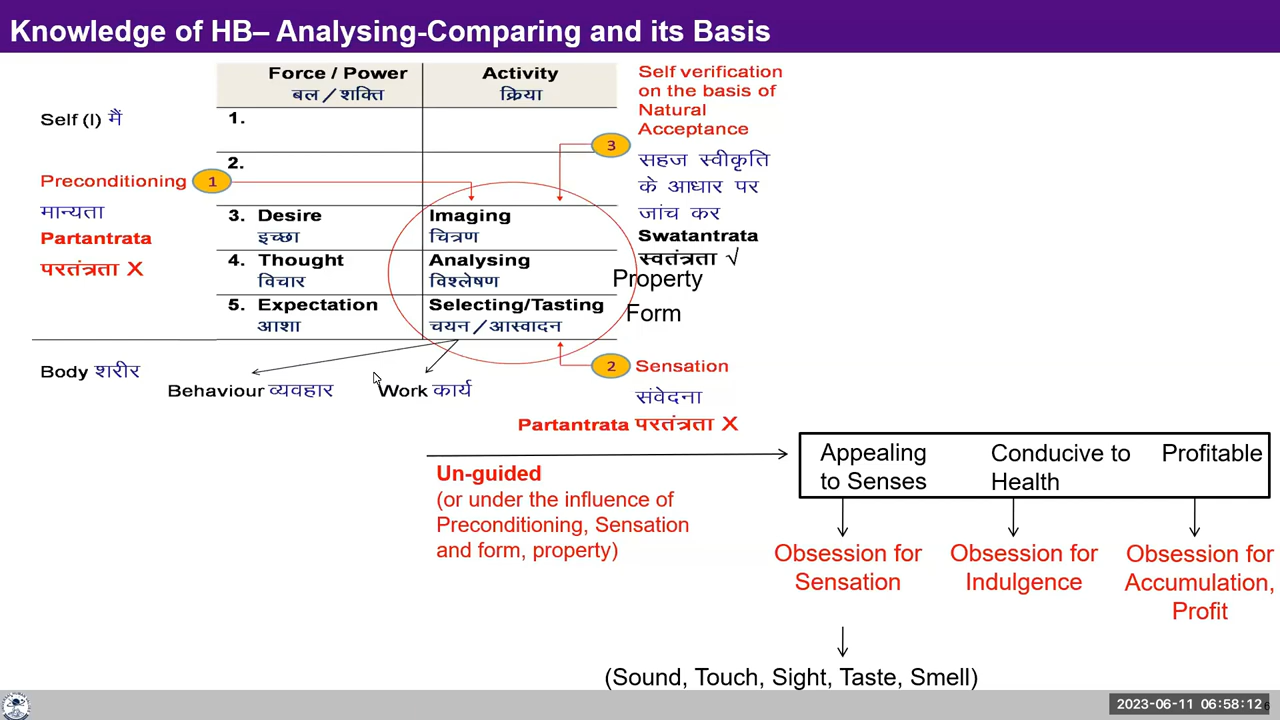 Knowledge of HB– Analysing-Comparing and its Basis
Force / Power
बल / शक्ति
Activity
क्रिया
Self (I) मैं
1.
2.
Preconditioning 1
मान्यता
Partantrata
परतंत्रता X
3. Desire
इच्छा
Imaging
चित्रण
4. Thought
विचार
Analysing
विश्लेषण
5. Expectation
आशा
Selecting/Tasting
चयन / आस्वादन
Self verification
on the basis of
Natural
Acceptance
3
सहज स्वीकृति
के आधार पर
जांच कर
Swatantrata
स्वतंत्रता √
Property
Form
Body शरीर
Behaviour व्यवहार
Work कार्य
2 Sensation
संवेदना
Partantrata परतंत्रता X
Un-guided
(or under the influence of
Preconditioning, Sensation
and form, property)
Appealing
to Senses
Conducive to
Health
Profitable
Obsession for
Sensation
Obsession for
Indulgence
Obsession for
Accumulation,
Profit
(Sound, Touch, Sight, Taste, Smell)
2023-06-11 06:58:12
6